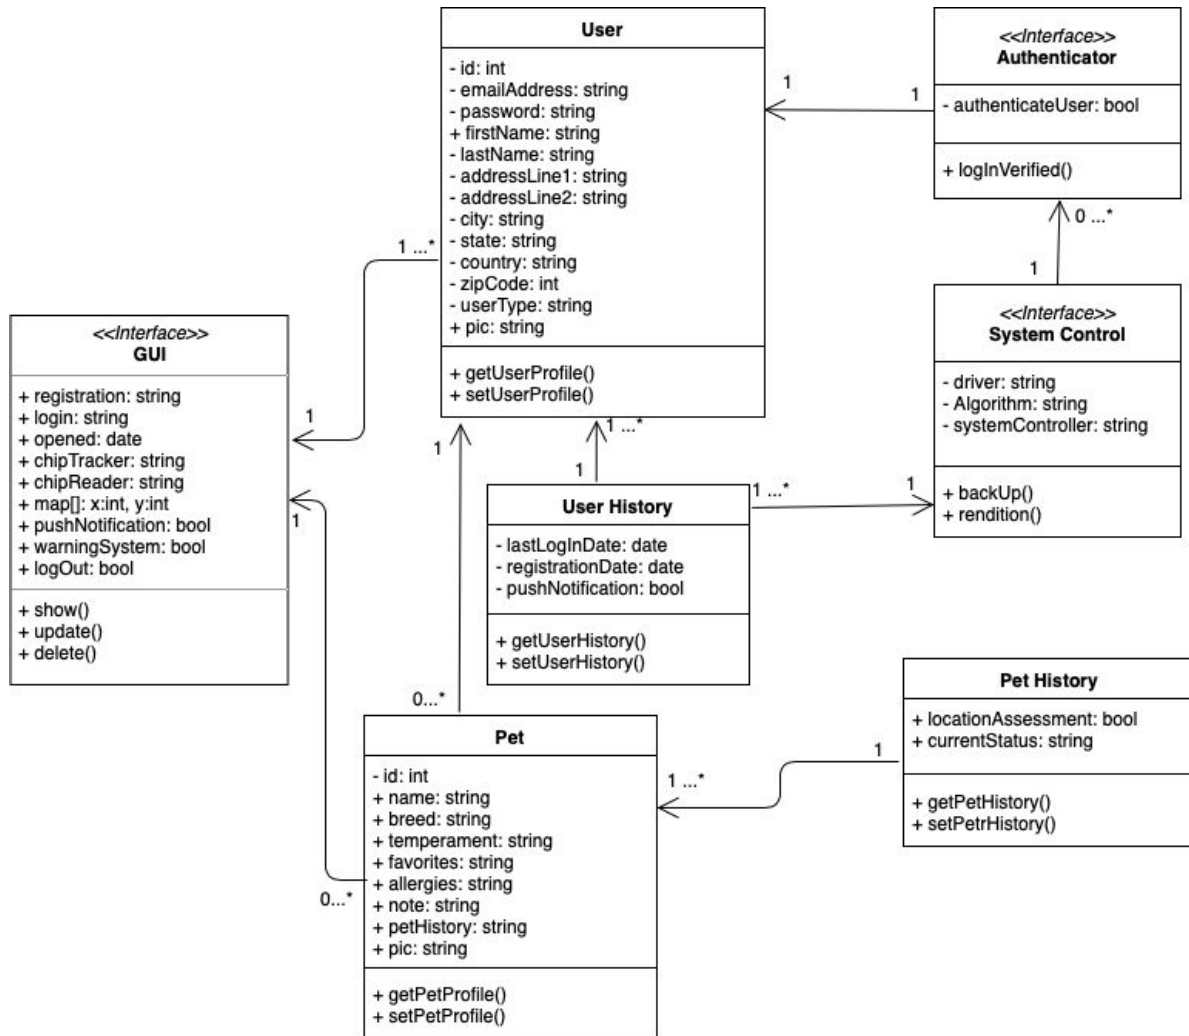 User
- id: int
- emailAddress: string
- password: string
+ firstName: string
- lastName: string
- addressLine1: string
- addressLine2: string
- city: string
- state: string
- country: string
- zipCode: int
- userType: string
+ pic: string
+ getUserProfile()
+ setUserProfile()
<<Interface>>
Authenticator
- authenticateUser: bool
+ logInVerified()
1
1
0 ...*
1
<<Interface>>
System Control
- driver: string
- Algorithm: string
- systemController: string
+ backUp()
+ rendition()
1 ...*
1
<<Interface>>
GUI
+ registration: string
+ login: string
+ opened: date
+ chipTracker: string
+ chipReader: string
+ map[]: x:int, y:int
+ pushNotification: bool
+ warningSystem: bool
+ logOut: bool
+ show()
+ update()
+ delete()
1
1
1 ...*
1
User History
- lastLogInDate: date
- registrationDate: date
- pushNotification: bool
+ getUserHistory()
+ setUserHistory()
1 ...*
1
0...*
0...*
Pet
- id: int
+ name: string
+ breed: string
+ temperament: string
+ favorites: string
+ allergies: string
+ note: string
+ petHistory: string
+ pic: string
+ getPetProfile()
+ setPetProfile()
1 ...*
1
Pet History
+ locationAssessment: bool
+ currentStatus: string
+ getPetHistory()
+ setPetrHistory()